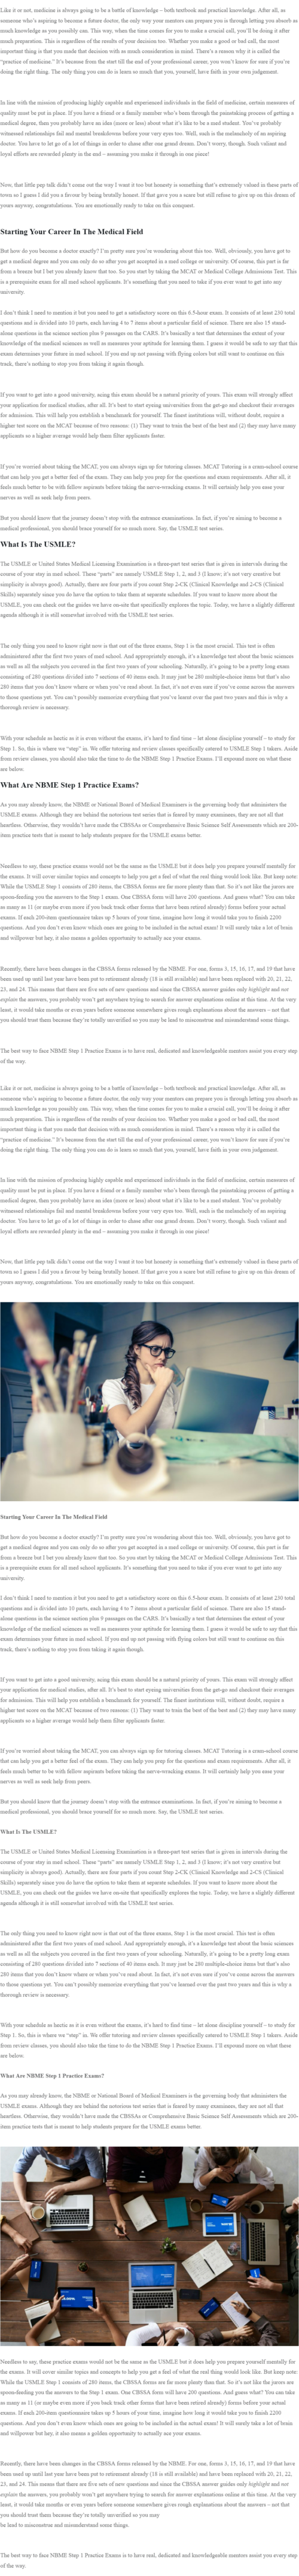 Like it or not, medicine is always going to be a battle of knowledge – both textbook and practical knowledge. After all, as
someone who's aspiring to become a future doctor, the only way your mentors can prepare you is through letting you absorb as
much knowledge as you possibly can. This way, when the time comes for you to make a crucial call, you'll be doing it after
much preparation. This is regardless of the results of your decision too. Whether you make a good or bad call, the most
important thing is that you made that decision with as much consideration in mind. There's a reason why it is called the
"practice of medicine." It's because from the start till the end of your professional career, you won't know for sure if you're
doing the right thing. The only thing you can do is learn so much that you, yourself, have faith in your own judgement.
In line with the mission of producing highly capable and experienced individuals in the field of medicine, certain measures of
quality must be put in place. If you have a friend or a family member who's been through the painstaking process of getting a
medical degree, then you probably have an idea (more or less) about what it's like to be a med student. You've probably
witnessed relationships fail and mental breakdowns before your very eyes too. Well, such is the melancholy of an aspiring
doctor. You have to let go of a lot of things in order to chase after one grand dream. Don't worry, though. Such valiant and
loyal efforts are rewarded plenty in the end – assuming you make it through in one piece!
Now, that little pep talk didn't come out the way I want it too but honesty is something that's extremely valued in these parts of
town so I guess I did you a favour by being brutally honest. If that gave you a scare but still refuse to give up on this dream of
yours anyway, congratulations. You are emotionally ready to take on this conquest.
Starting Your Career In The Medical Field
But how do you become a doctor exactly? I'm pretty sure you're wondering about this too. Well, obviously, you have got to
get a medical degree and you can only do so after you get accepted in a med college or university. Of course, this part is far
from a breeze but I bet you already know that too. So you start by taking the MCAT or Medical College Admissions Test. This
is a prerequisite exam for all med school applicants. It's something that you need to take if you ever want to get into any
university.
I don't think I need to mention it but you need to get a satisfactory score on this 6.5-hour exam. It consists of at least 230 total
questions and is divided into 10 parts, each having 4 to 7 items about a particular field of science. There are also 15 stand-
alone questions in the science section plus 9 passages on the CARS. It's basically a test that determines the extent of your
knowledge of the medical sciences as well as measures your aptitude for learning them. I guess it would be safe to say that this
exam determines your future in med school. If you end up not passing with flying colors but still want to continue on this
track, there's nothing to stop you from taking it again though.
If you want to get into a good university, acing this exam should be a natural priority of yours. This exam will strongly affect
your application for medical studies, after all. It's best to start eyeing universities from the get-go and checkout their averages
for admission. This will help you establish a benchmark for yourself. The finest institutions will, without doubt, require a
higher test score on the MCAT because of two reasons: (1) They want to train the best of the best and (2) they may have many
applicants so a higher average would help them filter applicants faster.
If you're worried about taking the MCAT, you can always sign up for tutoring classes. MCAT Tutoring is a cram-school course
that can help you get a better feel of the exam. They can help you prep for the questions and exam requirements. After all, it
feels much better to be with fellow aspirants before taking the nerve-wracking exams. It will certainly help you ease your
nerves as well as seek help from peers.
But you should know that the journey doesn't stop with the entrance examinations. In fact, if you're aiming to become a
medical professional, you should brace yourself for so much more. Say, the USMLE test series.
What Is The USMLE?
The USMLE or United States Medical Licensing Examination is a three-part test series that is given in intervals during the
course of your stay in med school. These "parts" are namely USMLE Step 1, 2, and 3 (I know; it's not very creative but
simplicity is always good). Actually, there are four parts if you count Step 2-CK (Clinical Knowledge and 2-CS (Clinical
Skills) separately since you do have the option to take them at separate schedules. If you want to know more about the
USMLE, you can check out the guides we have on-site that specifically explores the topic. Today, we have a slightly different
agenda although it is still somewhat involved with the USMLE test series.
The only thing you need to know right now is that out of the three exams, Step 1 is the most crucial. This test is often
administered after the first two years of med school. And appropriately enough, it's a knowledge test about the basic sciences
as well as all the subjects you covered in the first two years of your schooling. Naturally, it's going to be a pretty long exam
consisting of 280 questions divided into 7 sections of 40 items each. It may just be 280 multiple-choice items but that's also
280 items that you don't know where or when you've read about. In fact, it's not even sure if you've come across the answers
to those questions yet. You can't possibly memorize everything that you've learnt over the past two years and this is why a
thorough review is necessary.
With your schedule as hectic as it is even without the exams, it's hard to find time – let alone discipline yourself – to study for
Step 1. So, this is where we "step" in. We offer tutoring and review classes specifically catered to USMLE Step 1 takers. Aside
from review classes, you should also take the time to do the NBME Step 1 Practice Exams. I'll expound more on what these
are below.
What Are NBME Step 1 Practice Exams?
As you may already know, the NBME or National Board of Medical Examiners is the governing body that administers the
USMLE exams. Although they are behind the notorious test series that is feared by many examinees, they are not all that
heartless. Otherwise, they wouldn't have made the CBSSAs or Comprehensive Basic Science Self Assessments which are 200-
item practice tests that is meant to help students prepare for the USMLE exams better.
Needless to say, these practice exams would not be the same as the USMLE but it does help you prepare yourself mentally for
the exams. It will cover similar topics and concepts to help you get a feel of what the real thing would look like. But keep note:
While the USMLE Step 1 consists of 280 items, the CBSSA forms are far more plenty than that. So it's not like the jurors are
spoon-feeding you the answers to the Step 1 exam. One CBSSA form will have 200 questions. And guess what? You can take
as many as 11 (or maybe even more if you back track other forms that have been retired already) forms before your actual
exams. If each 200-item questionnaire takes up 5 hours of your time, imagine how long it would take you to finish 2200
questions. And you don't even know which ones are going to be included in the actual exam! It will surely take a lot of brain
and willpower but hey, it also means a golden opportunity to actually ace your exams.
Recently, there have been changes in the CBSSA forms released by the NBME. For one, forms 3, 15, 16, 17, and 19 that have
been used up until last year have been put to retirement already (18 is still available) and have been replaced with 20, 21, 22,
23, and 24. This means that there are five sets of new questions and since the CBSSA answer guides only highlight and not
explain the answers, you probably won't get anywhere trying to search for answer explanations online at this time. At the very
least, it would take months or even years before someone somewhere gives rough explanations about the answers – not that
you should trust them because they're totally unverified so you may be lead to misconstrue and misunderstand some things.
The best way to face NBME Step 1 Practice Exams is to have real, dedicated and knowledgeable mentors assist you every step
of the way.
Like it or not, medicine is always going to be a battle of knowledge – both textbook and practical knowledge. After all, as
someone who's aspiring to become a future doctor, the only way your mentors can prepare you is through letting you absorb as
much knowledge as you possibly can. This way, when the time comes for you to make a crucial call, you'll be doing it after
much preparation. This is regardless of the results of your decision too. Whether you make a good or bad call, the most
important thing is that you made that decision with as much consideration in mind. There's a reason why it is called the
"practice of medicine." It's because from the start till the end of your professional career, you won't know for sure if you're
doing the right thing. The only thing you can do is learn so much that you, yourself, have faith in your own judgement.
In line with the mission of producing highly capable and experienced individuals in the field of medicine, certain measures of
quality must be put in place. If you have a friend or a family member who's been through the painstaking process of getting a
medical degree, then you probably have an idea (more or less) about what it's like to be a med student. You've probably
witnessed relationships fail and mental breakdowns before your very eyes too. Well, such is the melancholy of an aspiring
doctor. You have to let go of a lot of things in order to chase after one grand dream. Don't worry, though. Such valiant and
loyal efforts are rewarded plenty in the end – assuming you make it through in one piece!
Now, that little pep talk didn't come out the way I want it too but honesty is something that's extremely valued in these parts of
town so I guess I did you a favour by being brutally honest. If that gave you a scare but still refuse to give up on this dream of
yours anyway, congratulations. You are emotionally ready to take on this conquest.
Starting Your Career In The Medical Field
But how do you become a doctor exactly? I'm pretty sure you're wondering about this too. Well, obviously, you have got to
get a medical degree and you can only do so after you get accepted in a med college or university. Of course, this part is far
from a breeze but I bet you already know that too. So you start by taking the MCAT or Medical College Admissions Test. This
is a prerequisite exam for all med school applicants. It's something that you need to take if you ever want to get into any
university.
I don't think I need to mention it but you need to get a satisfactory score on this 6.5-hour exam. It consists of at least 230 total
questions and is divided into 10 parts, each having 4 to 7 items about a particular field of science. There are also 15 stand-
alone questions in the science section plus 9 passages on the CARS. It's basically a test that determines the extent of your
knowledge of the medical sciences as well as measures your aptitude for learning them. I guess it would be safe to say that this
exam determines your future in med school. If you end up not passing with flying colors but still want to continue on this
track, there's nothing to stop you from taking it again though.
If you want to get into a good university, acing this exam should be a natural priority of yours. This exam will strongly affect
your application for medical studies, after all. It's best to start eyeing universities from the get-go and checkout their averages
for admission. This will help you establish a benchmark for yourself. The finest institutions will, without doubt, require a
higher test score on the MCAT because of two reasons: (1) They want to train the best of the best and (2) they may have many
applicants so a higher average would help them filter applicants faster.
If you're worried about taking the MCAT, you can always sign up for tutoring classes. MCAT Tutoring is a cram-school course
that can help you get a better feel of the exam. They can help you prep for the questions and exam requirements. After all, it
feels much better to be with fellow aspirants before taking the nerve-wracking exams. It will certainly help you ease your
nerves as well as seek help from peers.
But you should know that the journey doesn't stop with the entrance examinations. In fact, if you're aiming to become a
medical professional, you should brace yourself for so much more. Say, the USMLE test series.
What Is The USMLE?
The USMLE or United States Medical Licensing Examination is a three-part test series that is given in intervals during the
course of your stay in med school. These "parts" are namely USMLE Step 1, 2, and 3 (I know; it's not very creative but
simplicity is always good). Actually, there are four parts if you count Step 2-CK (Clinical Knowledge and 2-CS (Clinical
Skills) separately since you do have the option to take them at separate schedules. If you want to know more about the
USMLE, you can check out the guides we have on-site that specifically explores the topic. Today, we have a slightly different
agenda although it is still somewhat involved with the USMLE test series.
The only thing you need to know right now is that out of the three exams, Step 1 is the most crucial. This test is often
administered after the first two years of med school. And appropriately enough, it's a knowledge test about the basic sciences
as well as all the subjects you covered in the first two years of your schooling. Naturally, it's going to be a pretty long exam
consisting of 280 questions divided into 7 sections of 40 items each. It may just be 280 multiple-choice items but that's also
280 items that you don't know where or when you've read about. In fact, it's not even sure if you've come across the answers
to those questions yet. You can't possibly memorize everything that you've learned over the past two years and this is why a
thorough review is necessary.
With your schedule as hectic as it is even without the exams, it's hard to find time – let alone discipline yourself – to study for
Step 1. So, this is where we "step" in. We offer tutoring and review classes specifically catered to USMLE Step 1 takers. Aside
from review classes, you should also take the time to do the NBME Step 1 Practice Exams. I'll expound more on what these
are below.
What Are NBME Step 1 Practice Exams?
As you may already know, the NBME or National Board of Medical Examiners is the governing body that administers the
USMLE exams. Although they are behind the notorious test series that is feared by many examinees, they are not all that
heartless. Otherwise, they wouldn't have made the CBSSAs or Comprehensive Basic Science Self Assessments which are 200-
item practice tests that is meant to help students prepare for the USMLE exams better.
Needless to say, these practice exams would not be the same as the USMLE but it does help you prepare yourself mentally for
the exams. It will cover similar topics and concepts to help you get a feel of what the real thing would look like. But keep note:
While the USMLE Step 1 consists of 280 items, the CBSSA forms are far more plenty than that. So it's not like the jurors are
spoon-feeding you the answers to the Step 1 exam. One CBSSA form will have 200 questions. And guess what? You can take
as many as 11 (or maybe even more if you back track other forms that have been retired already) forms before your actual
exams. If each 200-item questionnaire takes up 5 hours of your time, imagine how long it would take you to finish 2200
questions. And you don't even know which ones are going to be included in the actual exam! It will surely take a lot of brain
and willpower but hey, it also means a golden opportunity to actually ace your exams.
Recently, there have been changes in the CBSSA forms released by the NBME. For one, forms 3, 15, 16, 17, and 19 that have
been used up until last year have been put to retirement already (18 is still available) and have been replaced with 20, 21, 22,
23, and 24. This means that there are five sets of new questions and since the CBSSA answer guides only highlight and not
explain the answers, you probably won't get anywhere trying to search for answer explanations online at this time. At the very
least, it would take months or even years before someone somewhere gives rough explanations about the answers – not that
you should trust them because they're totally unverified so you may
be lead to misconstrue and misunderstand some things.
The best way to face NBME Step 1 Practice Exams is to have real, dedicated and knowledgeable mentors assist you every step
of the way.